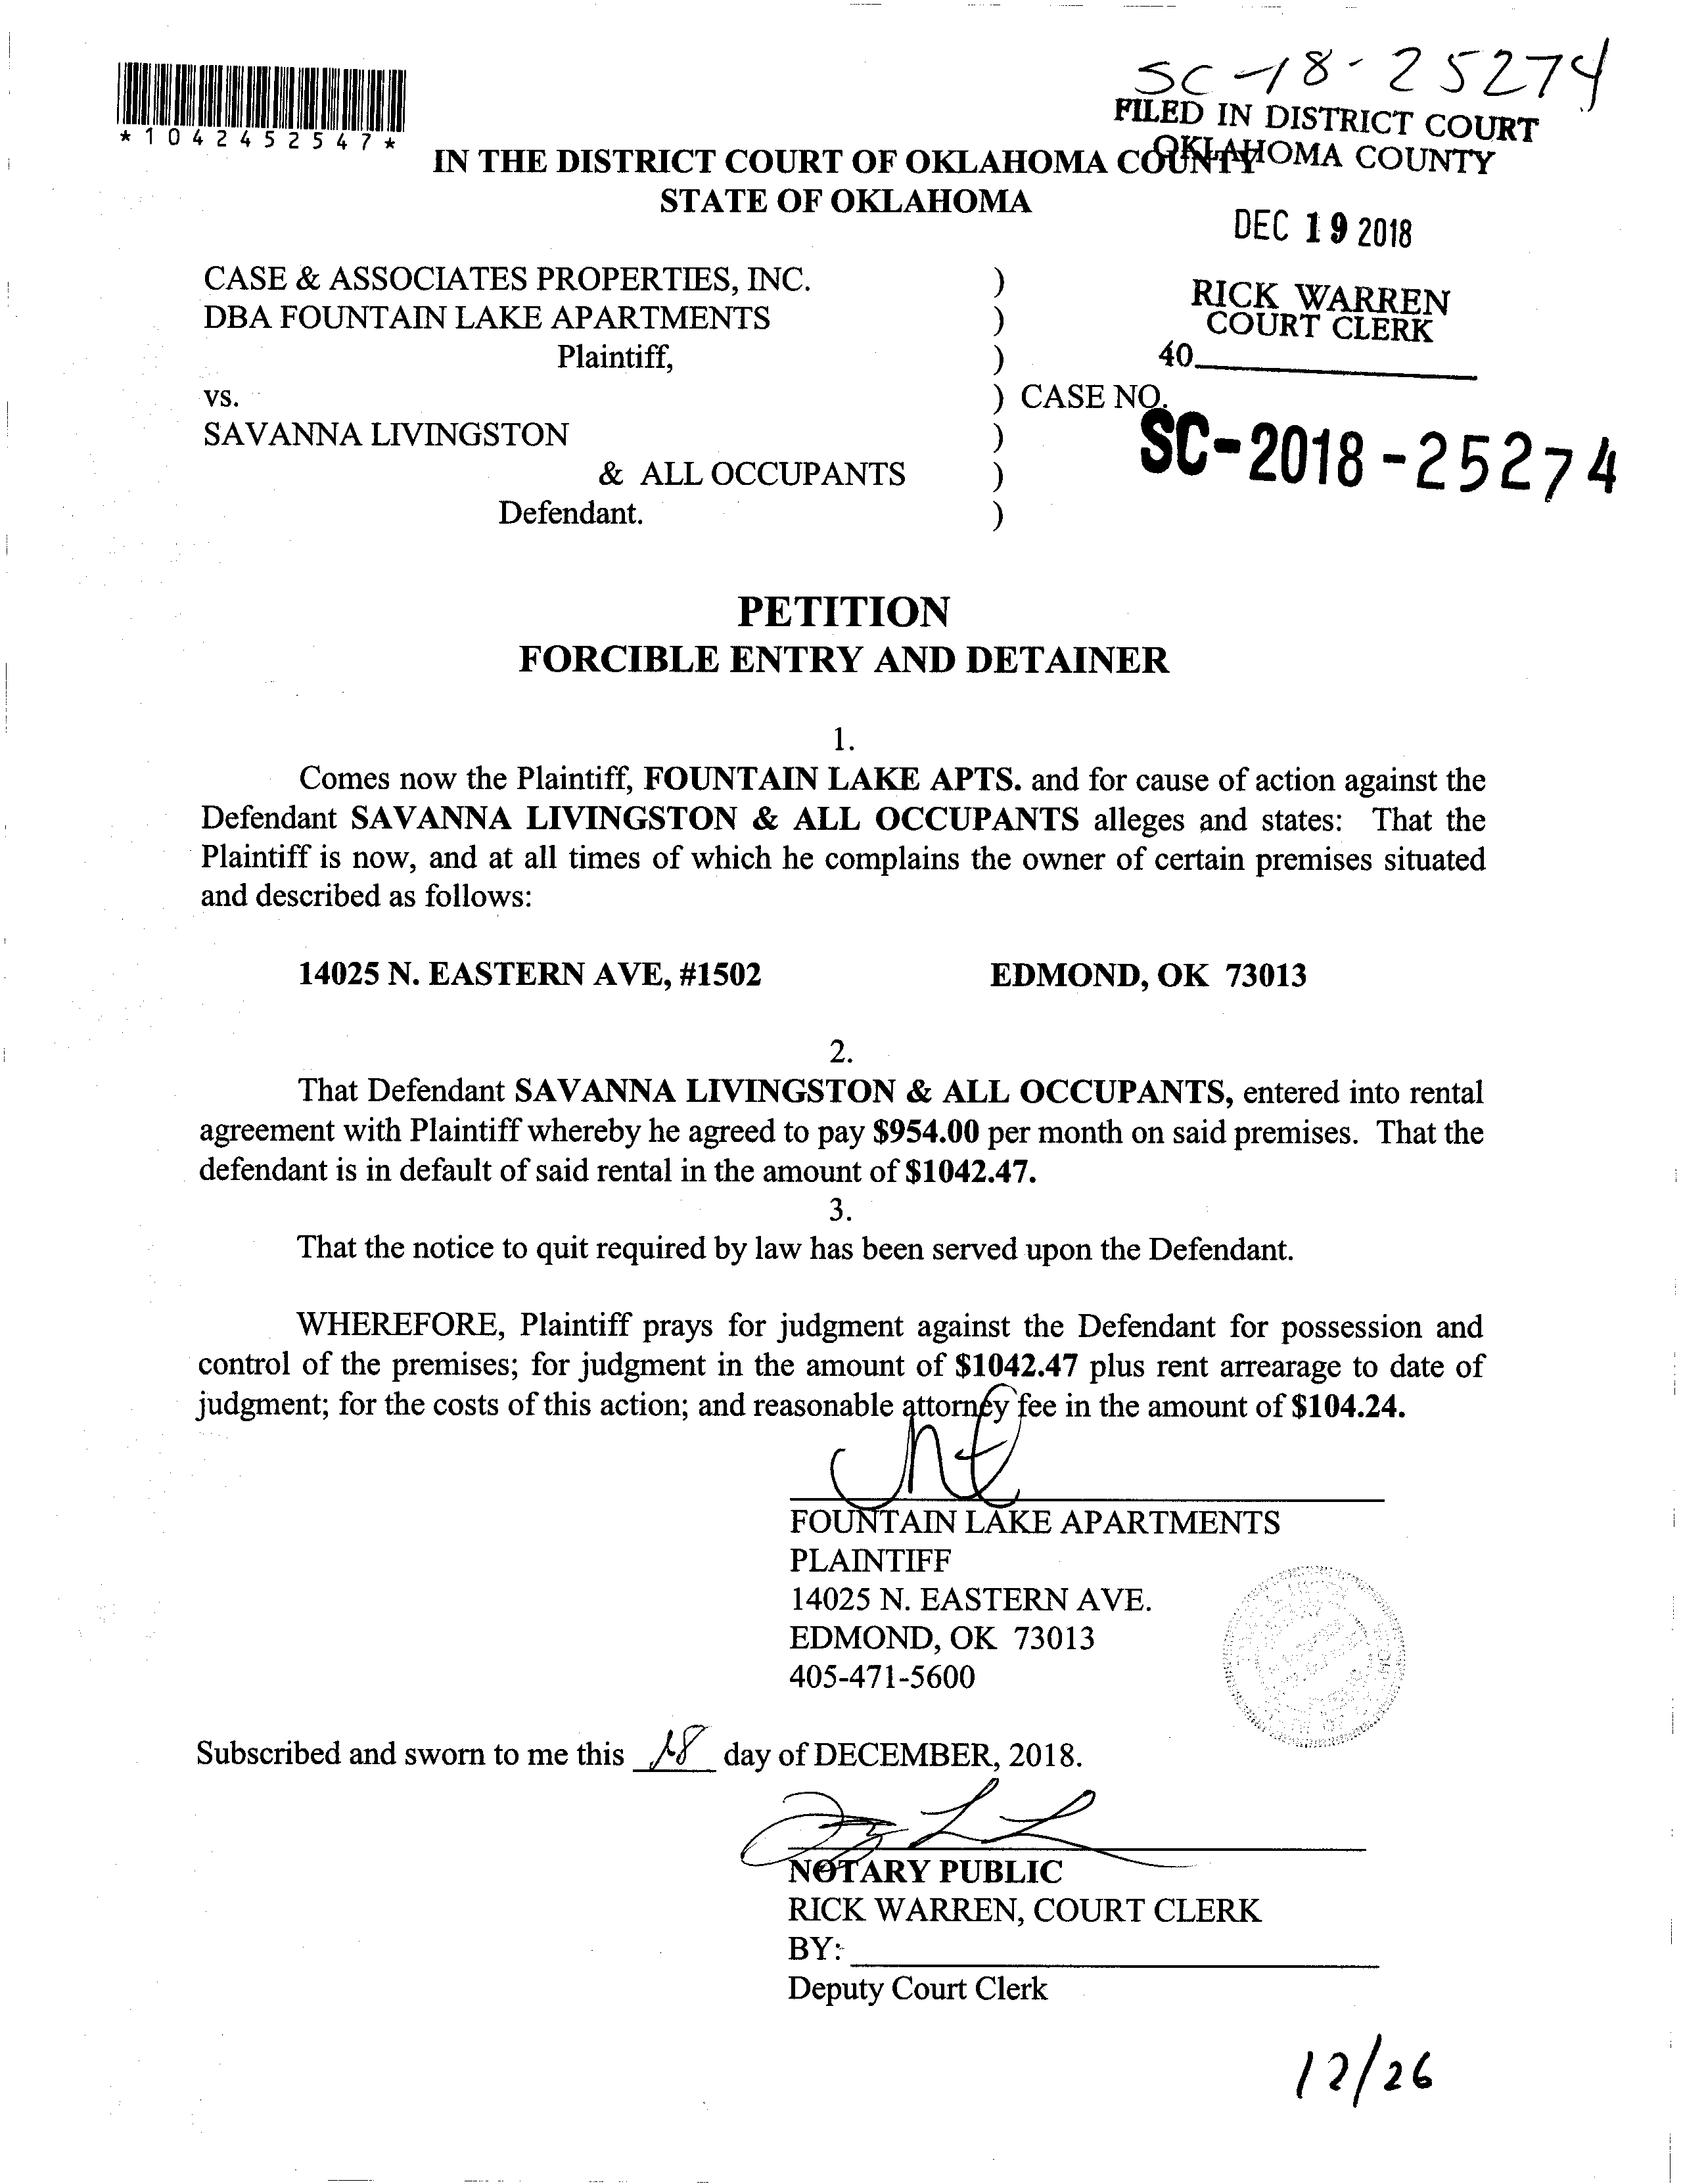 SC-18-25274
*1042452547*
FILED IN DISTRICT COURT
OKLAHOMA COUNTY
IN THE DISTRICT COURT OF OKLAHOMA COUNTY
STATE OF OKLAHOMA
DEC 19 2018
CASE & ASSOCIATES PROPERTIES, INC. )
DBA FOUNTAIN LAKE APARTMENTS )
Plaintiff, )
RICK WARREN
COURT CLERK
40
vs. ) CASE NO.
SAVANNA LIVINGSTON )
SC-2018-25274
& ALL OCCUPANTS )
Defendant. )
PETITION
FORCIBLE ENTRY AND DETAINER
1.
Comes now the Plaintiff, FOUNTAIN LAKE APTS. and for cause of action against the
Defendant SAVANNA LIVINGSTON & ALL OCCUPANTS alleges and states: That the
Plaintiff is now, and at all times of which he complains the owner of certain premises situated
and described as follows:
14025 N. EASTERN AVE, #1502 EDMOND, OK 73013
2.
That Defendant SAVANNA LIVINGSTON & ALL OCCUPANTS, entered into rental
agreement with Plaintiff whereby he agreed to pay $954.00 per month on said premises. That the
defendant is in default of said rental in the amount of $1042.47.
3.
That the notice to quit required by law has been served upon the Defendant.
WHEREFORE, Plaintiff prays for judgment against the Defendant for possession and
control of the premises; for judgment in the amount of $1042.47 plus rent arrearage to date of
judgment; for the costs of this action; and reasonable attorney fee in the amount of $104.24.
FOUNTAIN LAKE APARTMENTS
PLAINTIFF
14025 N. EASTERN AVE.
EDMOND, OK 73013
405-471-5600
Subscribed and sworn to me this 18 day of DECEMBER, 2018.
NOTARY PUBLIC
RICK WARREN, COURT CLERK
BY:
Deputy Court Clerk
12/26